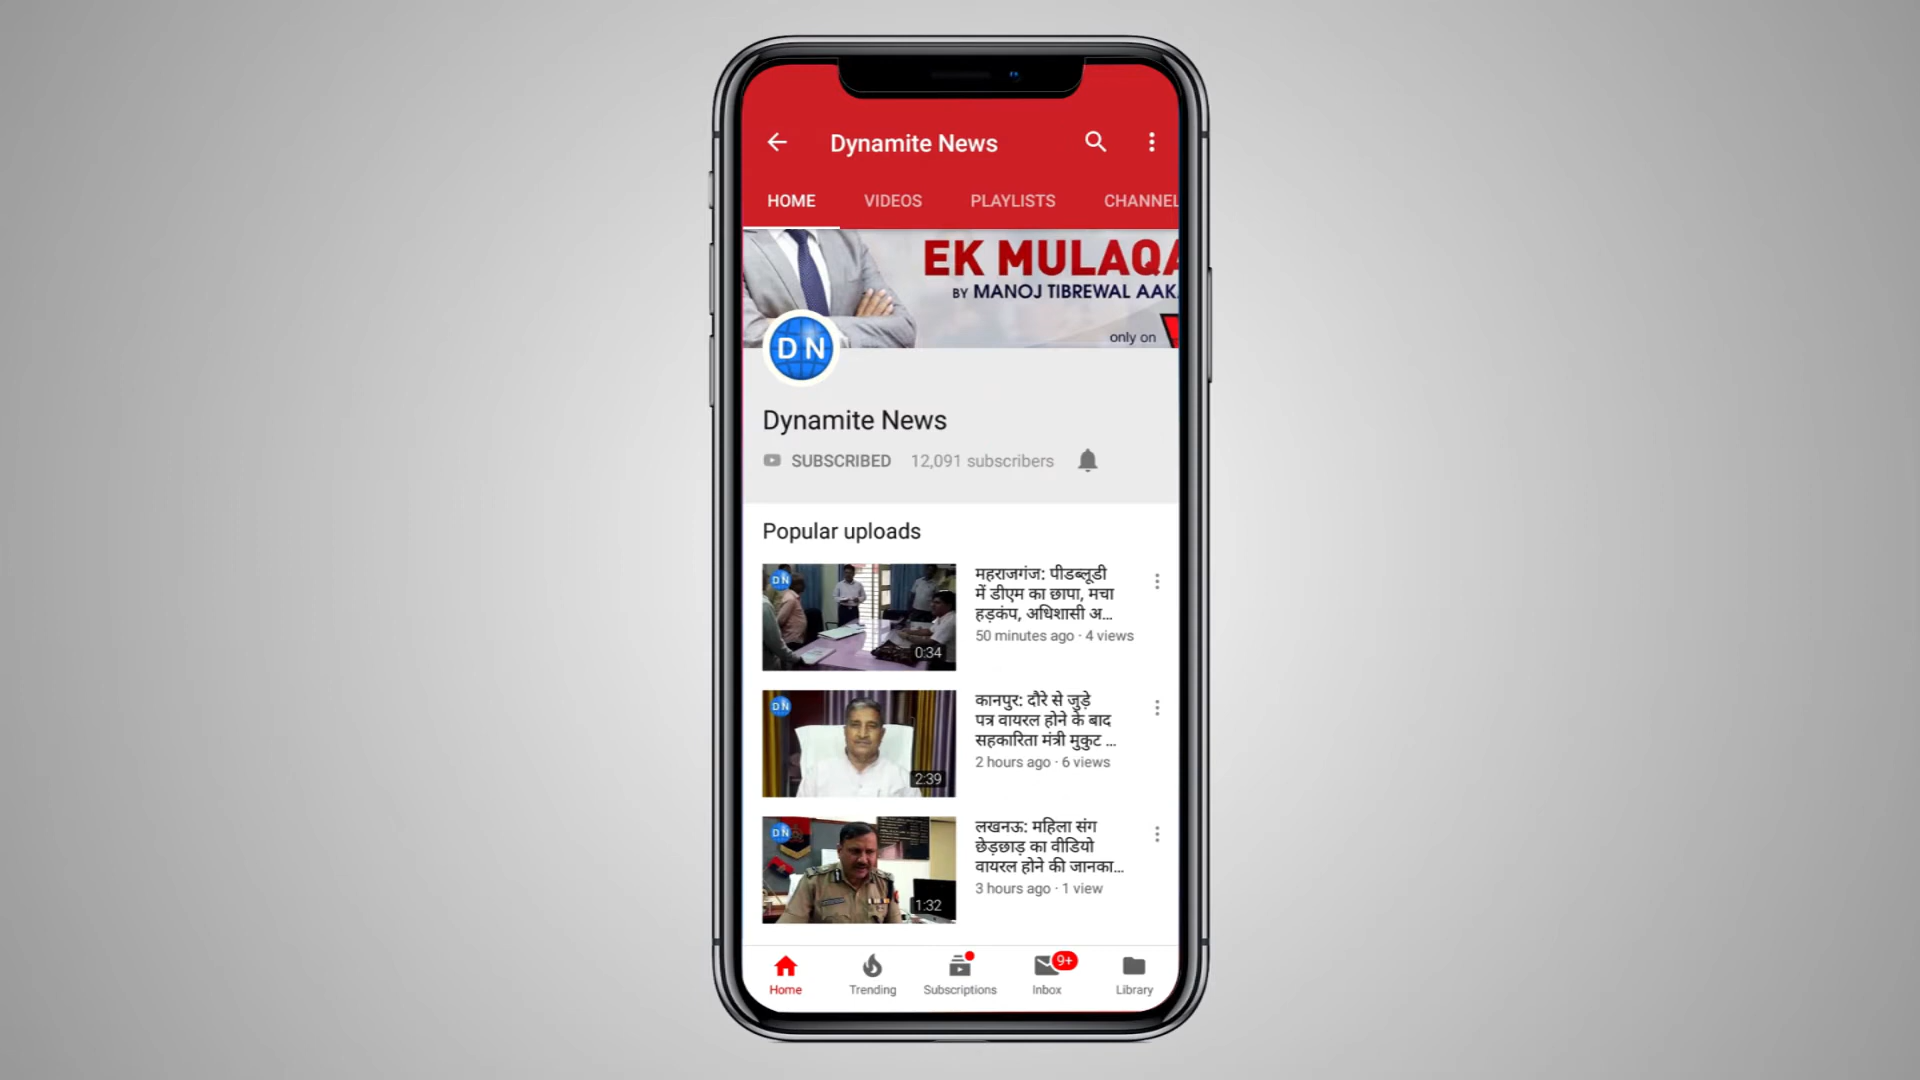 Dynamite News
HOME VIDEOS PLAYLISTS CHANNEL
EK MULAQA
BY MANOJ TIBREWAL AAK
only on
DN
Dynamite News
SUBSCRIBED 12,091 subscribers
Popular uploads
DN
0:34
महराजगंज: पीडब्लूडी
में डीएम का छापा, मचा
हड़कंप, अधिशासी अ...
50 minutes ago · 4 views
DN
2:39
कानपुर: दौरे से जुड़े
पत्र वायरल होने के बाद
सहकारिता मंत्री मुकुट ...
2 hours ago · 6 views
DN
1:32
लखनऊ: महिला संग
छेड़छाड़ का वीडियो
वायरल होने की जानका...
3 hours ago · 1 view
9+
Home Trending Subscriptions Inbox Library